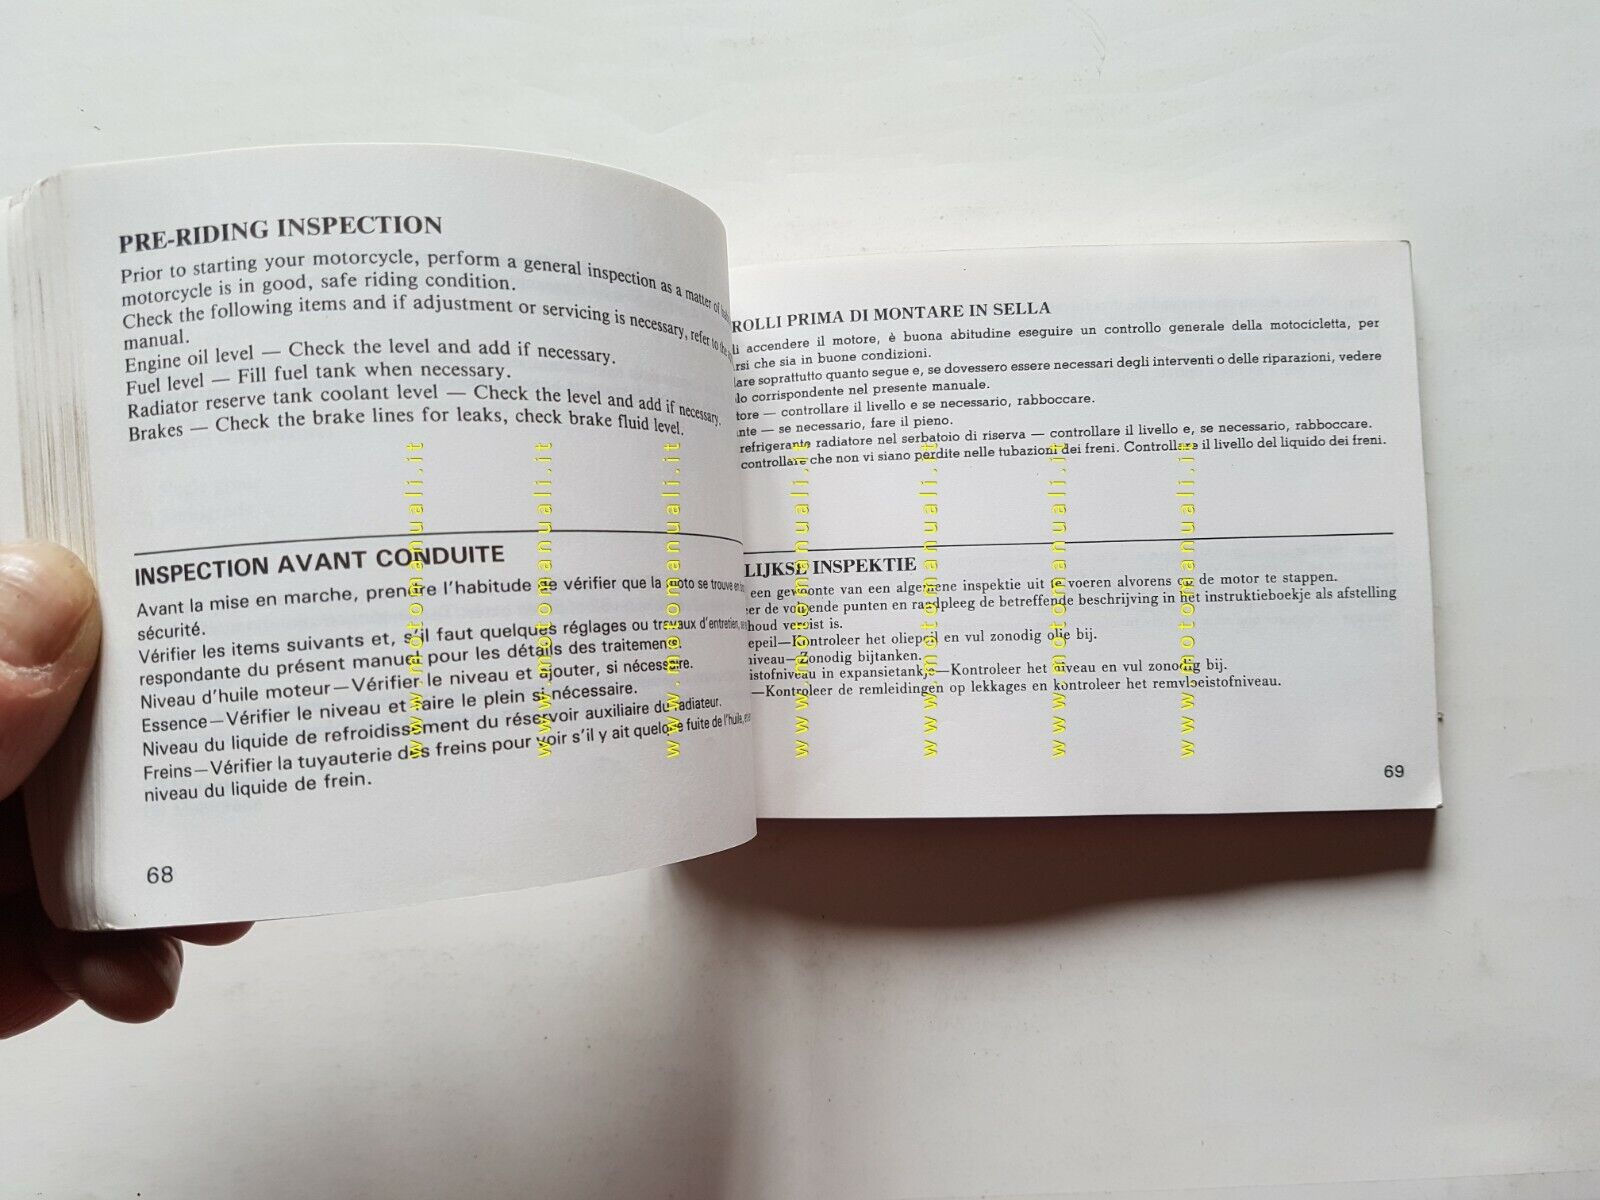 PRE-RIDING INSPECTION
Prior to starting your motorcycle, perform a general inspection as a matter of
motorcycle is in good, safe riding condition.
Check the following items and if adjustment or servicing is necessary, refer to the
manual.
Engine oil level — Check the level and add if necessary.
Fuel level — Fill fuel tank when necessary.
Radiator reserve tank coolant level — Check the level and add if necessary.
Brakes — Check the brake lines for leaks, check brake fluid level.
INSPECTION AVANT CONDUITE
Avant la mise en marche, prendre l'habitude de vérifier que la moto se trouve en
sécurité.
Vérifier les items suivants et, s'il faut quelques réglages ou travaux d'entretien,
respondante du présent manuel pour les détails des traitements.
Niveau d'huile moteur—Vérifier le niveau et ajouter, si nécessaire.
Essence—Vérifier le niveau et faire le plein si nécessaire.
Niveau du liquide de refroidissement du réservoir auxiliaire du radiateur.
Freins—Vérifier la tuyauterie des freins pour voir s'il y ait quelque fuite de l'huile,
niveau du liquide de frein.
68
ROLLI PRIMA DI MONTARE IN SELLA
di accendere il motore, è buona abitudine eseguire un controllo generale della motocicletta, per
rsi che sia in buone condizioni.
lare soprattutto quanto segue e, se dovessero essere necessari degli interventi o delle riparazioni, vedere
lo corrispondente nel presente manuale.
tore — controllare il livello e se necessario, rabboccare.
nte — se necessario, fare il pieno.
refrigerante radiatore nel serbatoio di riserva — controllare il livello e, se necessario, rabboccare.
controllare che non vi siano perdite nelle tubazioni dei freni. Controllare il livello del liquido dei freni.
LIJKSE INSPEKTIE
een gewoonte van een algemene inspektie uit te voeren alvorens op de motor te stappen.
er de volgende punten en raadpleeg de betreffende beschrijving in het instruktieboekje als afstelling
houd vereist is.
epeil—Kontroleer het oliepeil en vul zonodig olie bij.
niveau—Zonodig bijtanken.
istofniveau in expansietankje—Kontroleer het niveau en vul zonodig bij.
—Kontroleer de remleidingen op lekkages en kontroleer het remvloeistofniveau.
69
www.motomanuali.it
www.motomanuali.it
www.motomanuali.it
www.motomanuali.it
www.motomanuali.it
www.motomanuali.it
www.motomanuali.it